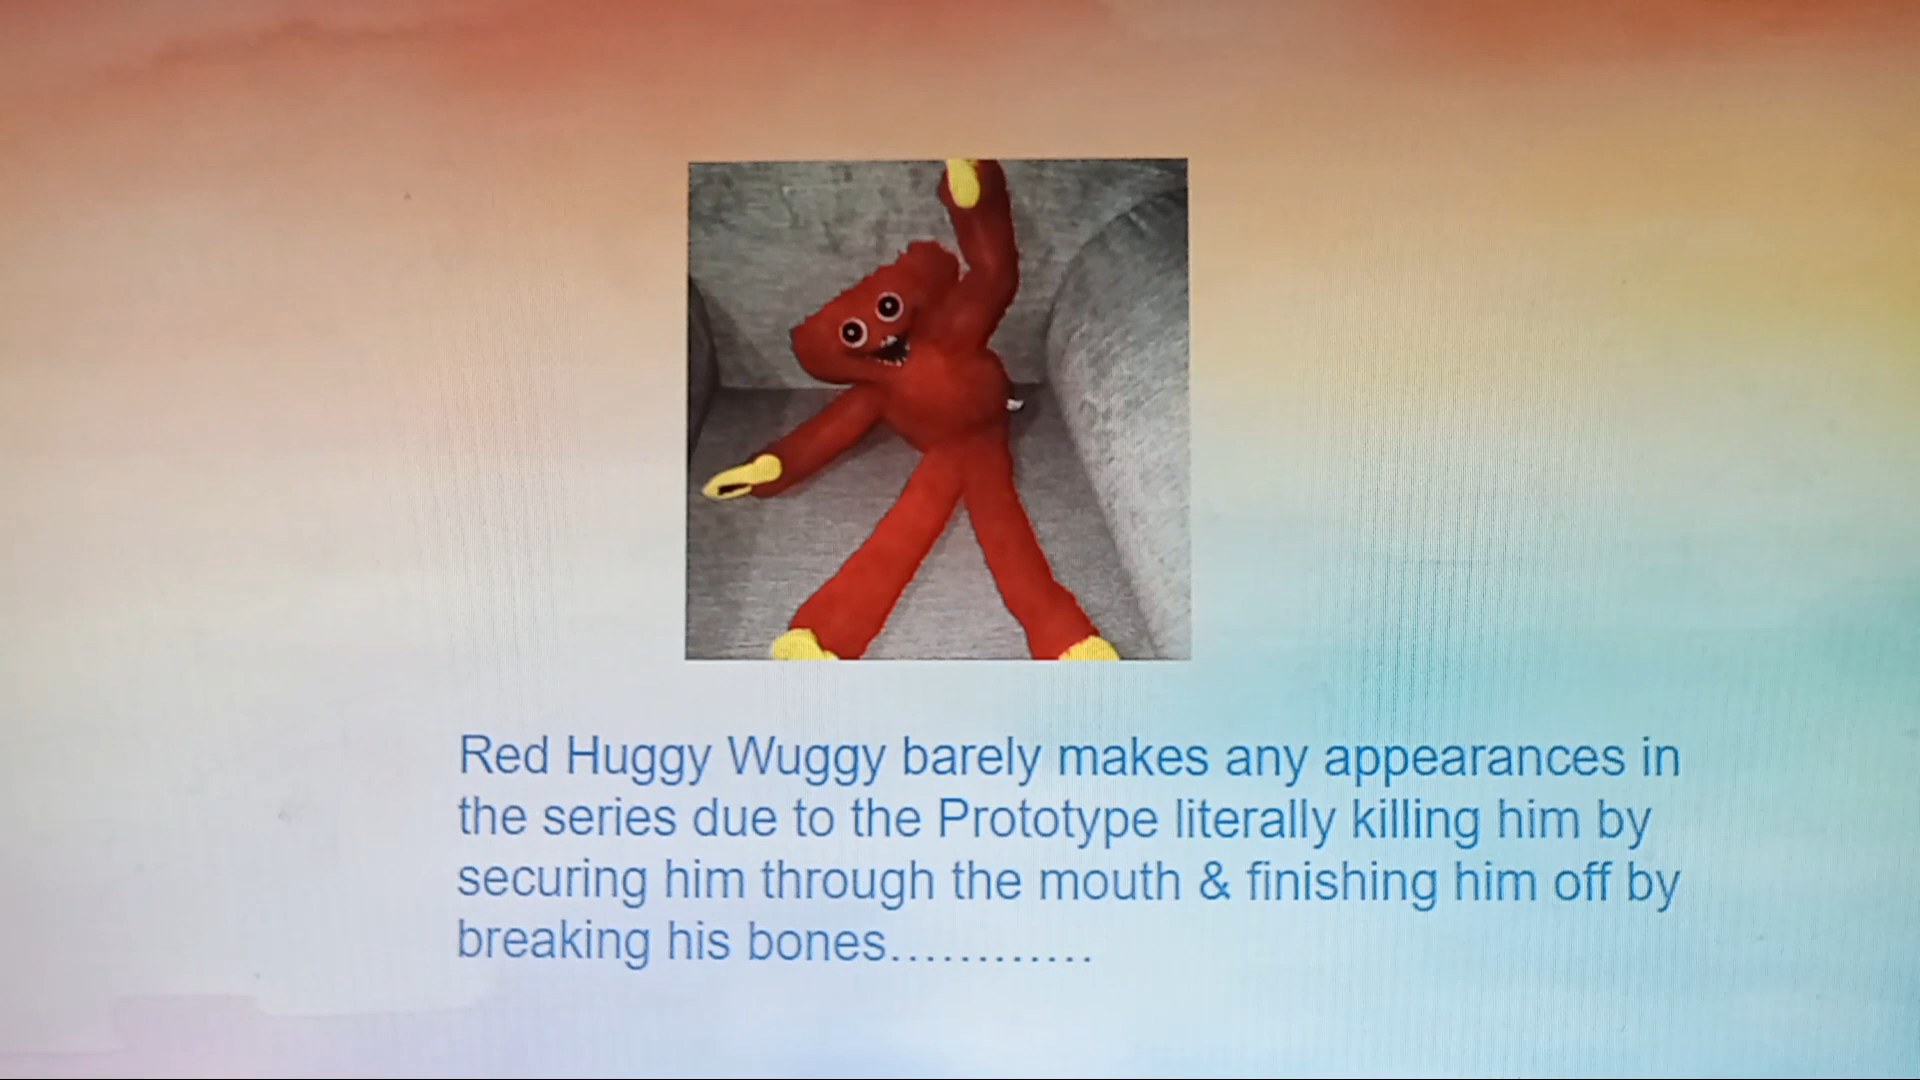 Red Huggy Wuggy barely makes any appearances in
the series due to the Prototype literally killing him by
securing him through the mouth & finishing him off by
breaking his bones............